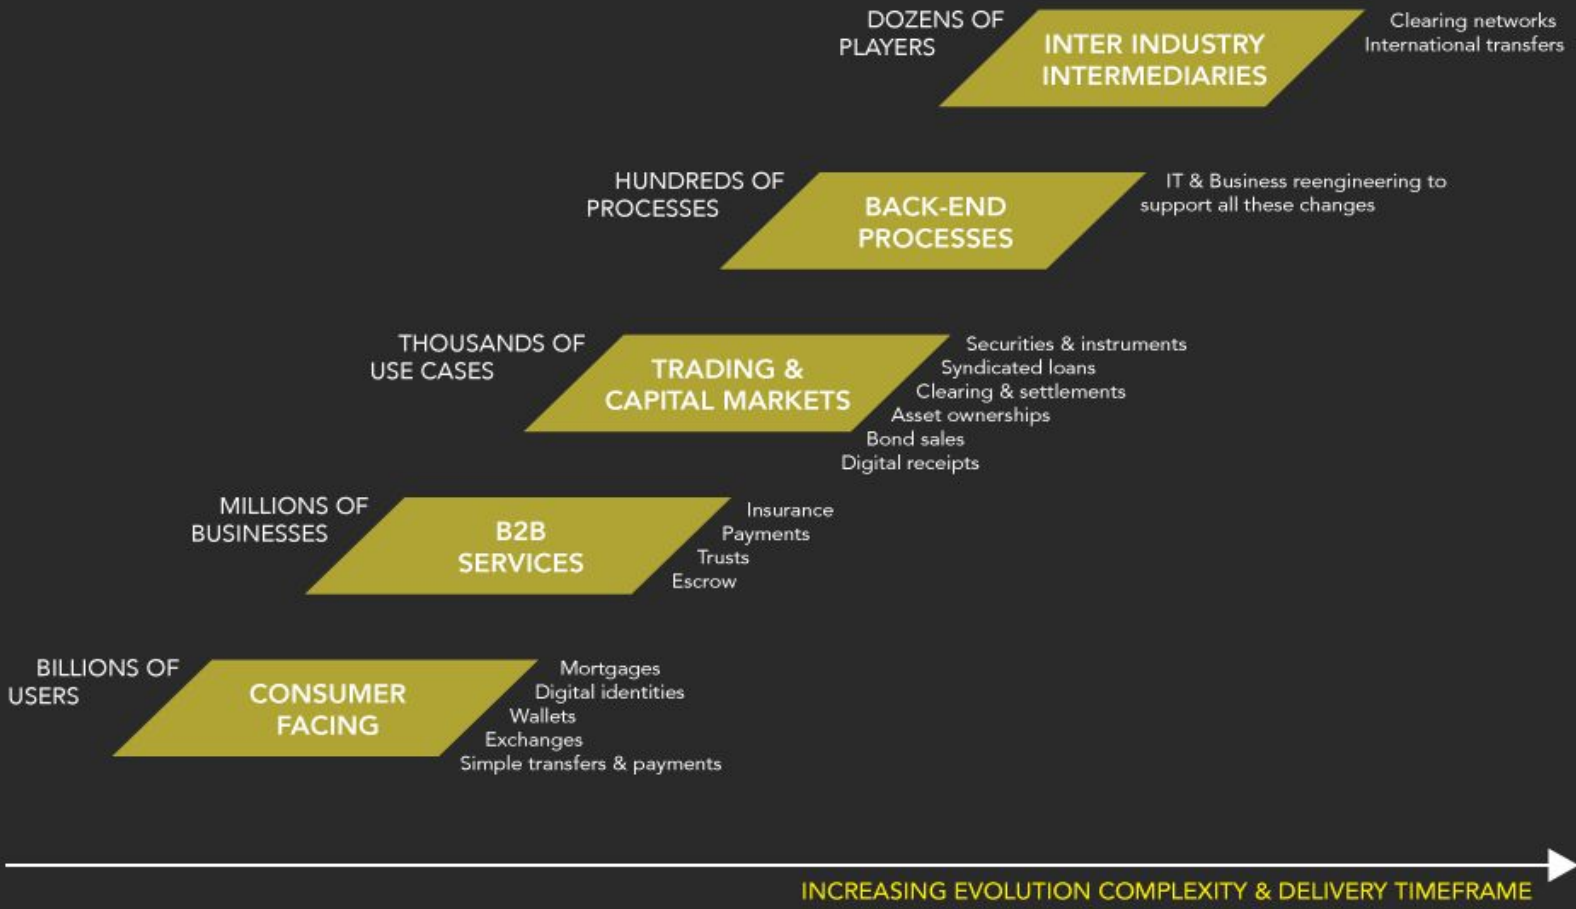 DOZENS OF
PLAYERS
INTER INDUSTRY
INTERMEDIARIES
Clearing networks
International transfers
HUNDREDS OF
PROCESSES
BACK-END
PROCESSES
IT & Business reengineering to
support all these changes
THOUSANDS OF
USE CASES
TRADING &
CAPITAL MARKETS
Securities & instruments
Syndicated loans
Clearing & settlements
Asset ownerships
Bond sales
Digital receipts
MILLIONS OF
BUSINESSES
B2B
SERVICES
Insurance
Payments
Trusts
Escrow
BILLIONS OF
USERS
CONSUMER
FACING
Mortgages
Digital identities
Wallets
Exchanges
Simple transfers & payments
INCREASING EVOLUTION COMPLEXITY & DELIVERY TIMEFRAME